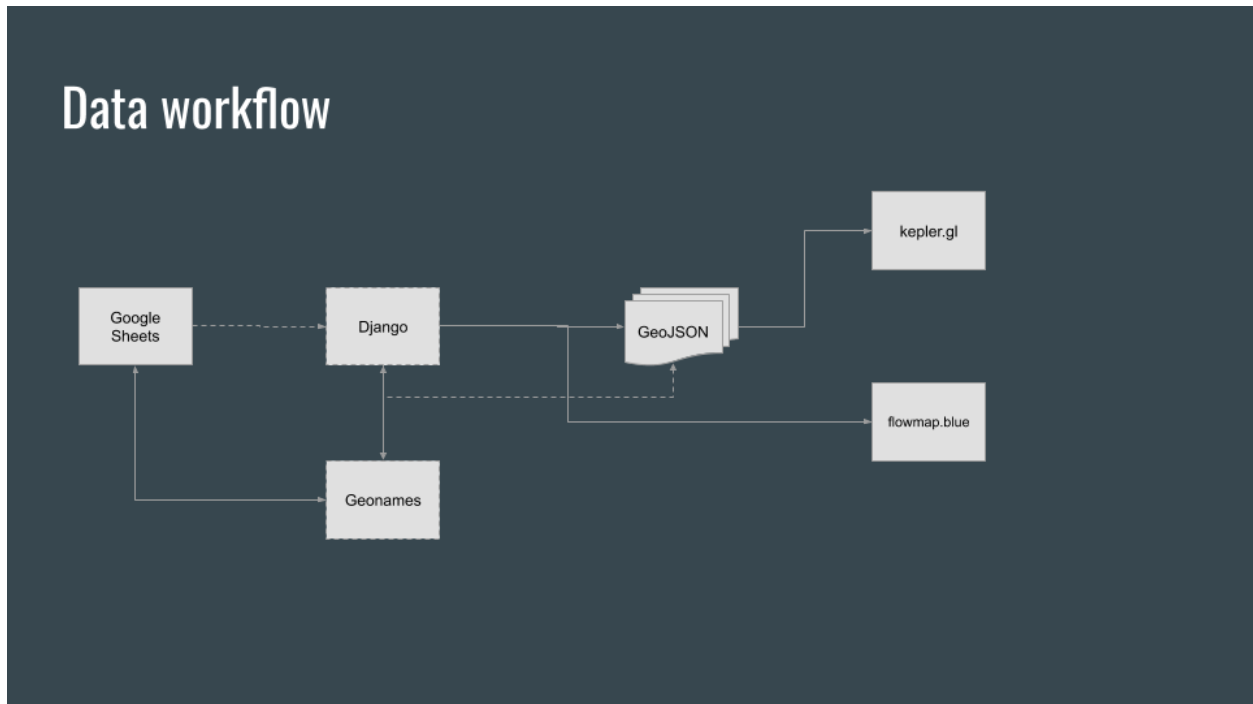 Data workflow
kepler.gl
Google
Sheets
Django
GeoJSON
flowmap.blue
Geonames